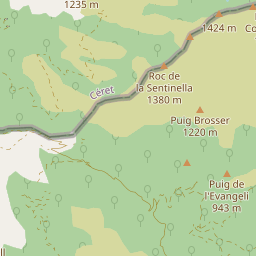 1235 m
1424 m
Co
Roc de
la Sentinella
1380 m
Céret
Puig Brosser
1220 m
Puig de
l'Evangeli
943 m